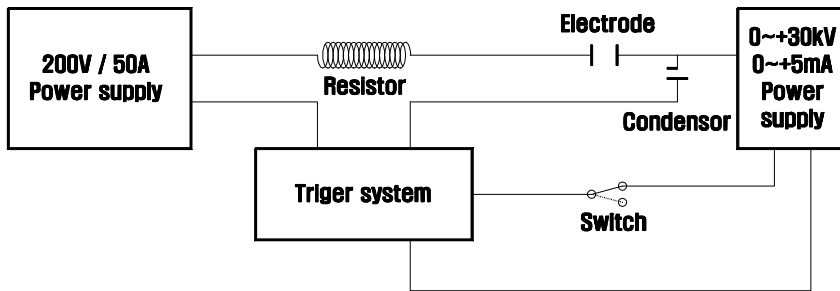 200V / 50A
Power supply
Resistor
Electrode
Condensor
0~+30kV
0~+5mA
Power
supply
Triger system
Switch